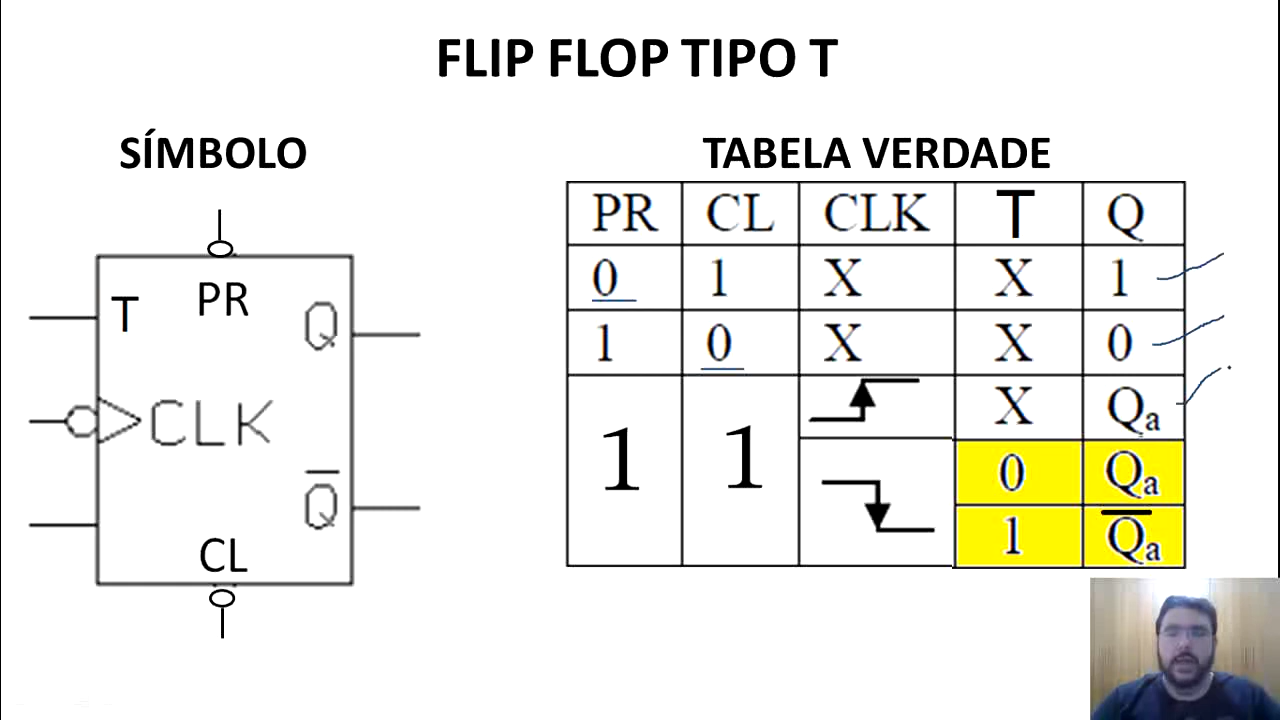 FLIP FLOP TIPO T
SÍMBOLO
T
PR
Q
CLK
Q̅
CL
TABELA VERDADE
PR CL CLK T Q
0 1 X X 1
1 0 X X 0
1 1 X Qa
0 Qa
1 Q̅a